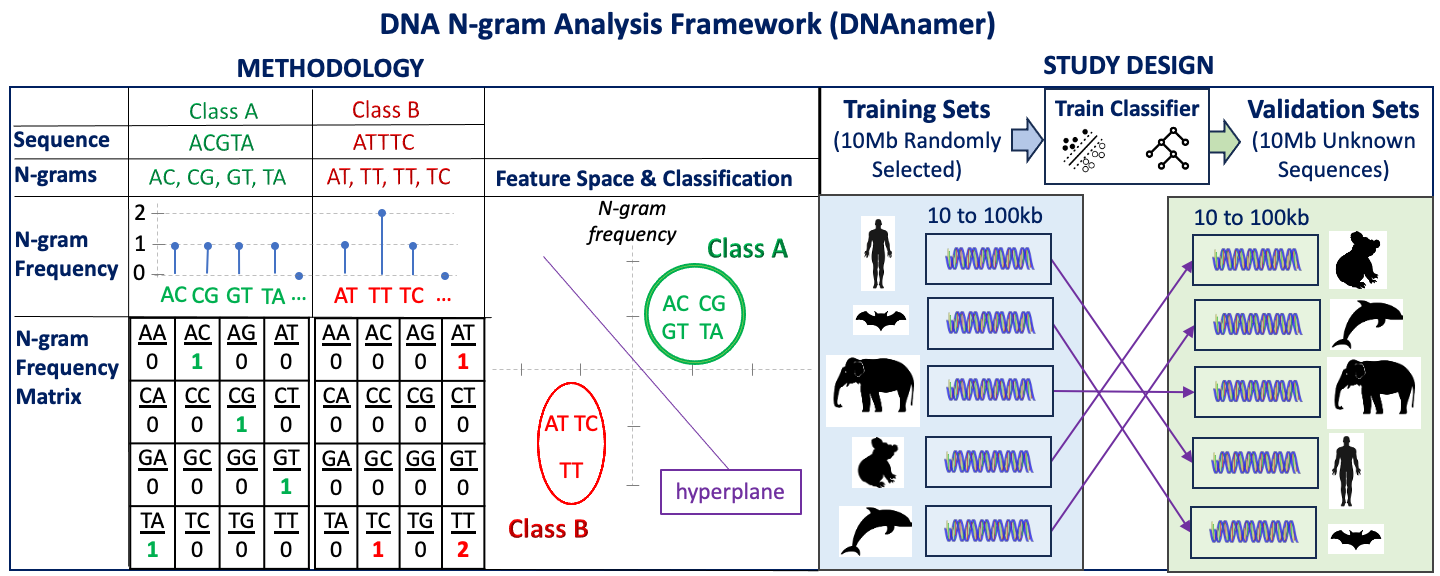 DNA N-gram Analysis Framework (DNAnamer)
METHODOLOGY
STUDY DESIGN
Class A
Class B
Sequence
ACGTA
ATTTC
N-grams
AC, CG, GT, TA
AT, TT, TT, TC
N-gram
Frequency
2
1
0
AC CG GT TA ...
AT TT TC ...
N-gram
Frequency
Matrix
AA AC AG AT AA AC AG AT
0 1 0 0 0 0 0 1
CA CC CG CT CA CC CG CT
0 0 1 0 0 0 0 0
GA GC GG GT GA GC GG GT
0 0 0 1 0 0 0 0
TA TC TG TT TA TC TG TT
1 0 0 0 0 1 0 2
Feature Space & Classification
N-gram
frequency
Class A
AC CG
GT TA
AT TC
TT
Class B
hyperplane
Training Sets
(10Mb Randomly
Selected)
Train Classifier
Validation Sets
(10Mb Unknown
Sequences)
10 to 100kb
10 to 100kb